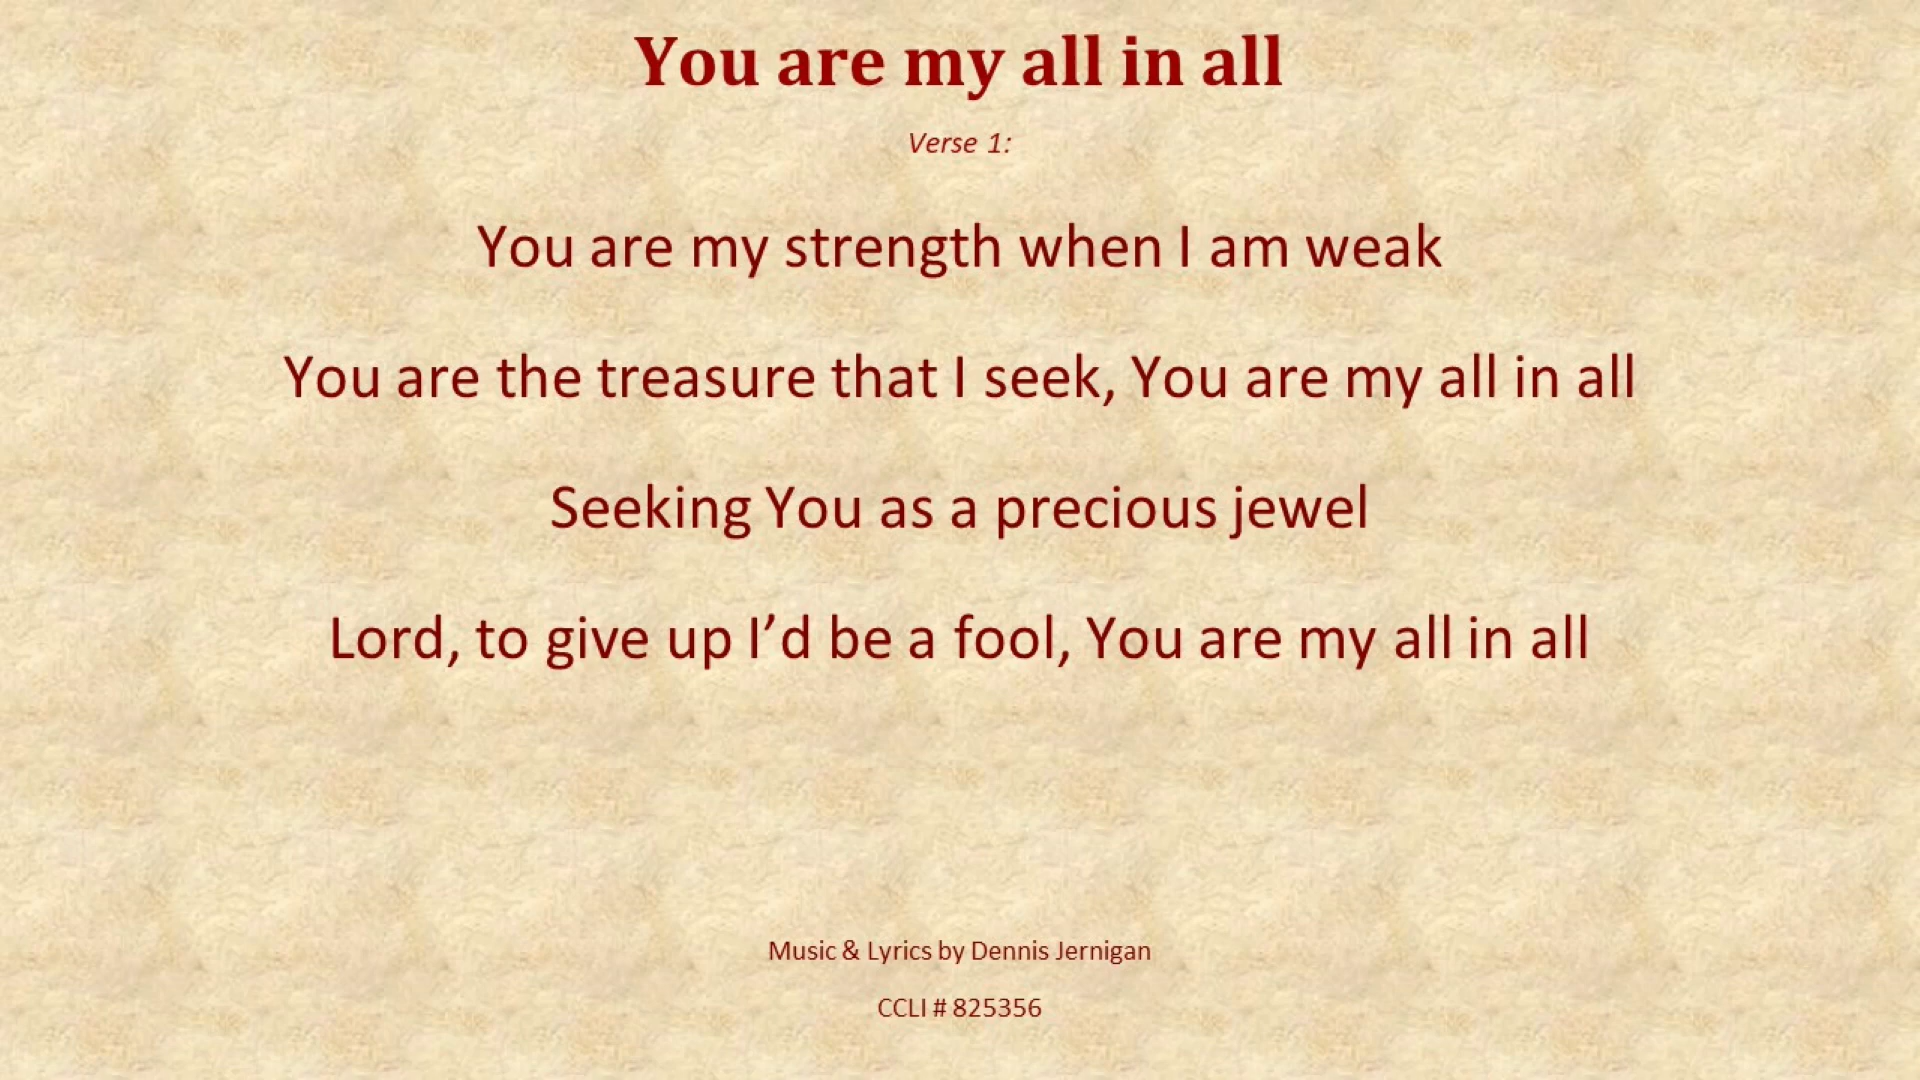 You are my all in all
Verse 1:
You are my strength when I am weak
You are the treasure that I seek, You are my all in all
Seeking You as a precious jewel
Lord, to give up I’d be a fool, You are my all in all
Music & Lyrics by Dennis Jernigan
CCLI # 825356